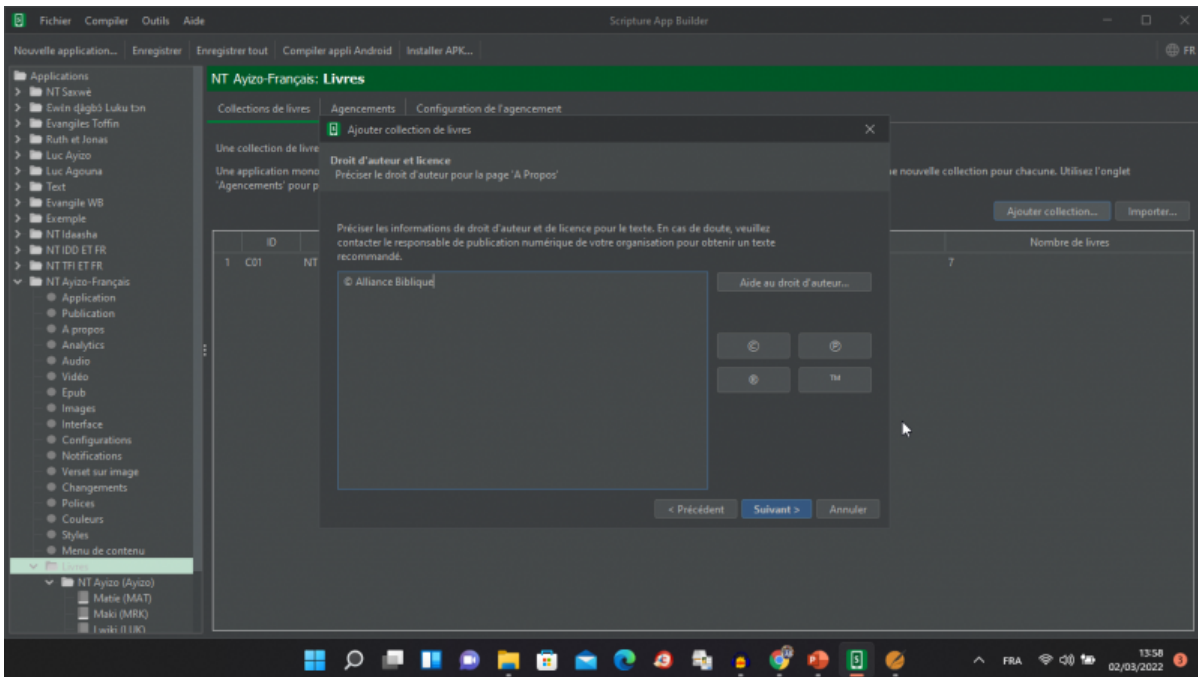 Fichier Compiler Outils Aide
Scripture App Builder
Nouvelle application... Enregistrer Enregistrer tout Compiler appli Android Installer APK...
FR
Applications
NT Saxwé
Ewin ɖagbó Luku tɔn
Evangiles Toffin
Ruth et Jonas
Luc Ayizo
Luc Agouna
Text
Evangile WB
Exemple
NT Idaasha
NT IDD ET FR
NT TFI ET FR
NT Ayizo-Français
Application
Publication
A propos
Analytics
Audio
Vidéo
Epub
Images
Interface
Configurations
Notifications
Verset sur image
Changements
Polices
Couleurs
Styles
Menu de contenu
Livres
NT Ayizo (Ayizo)
Matie (MAT)
Maki (MRK)
Lwiki (LUK)
NT Ayizo-Français: Livres
Collections de livres Agencements Configuration de l'agencement
Une collection de livre
Une application mono
'Agencements' pour p
e nouvelle collection pour chacune. Utilisez l'onglet
Ajouter collection... Importer...
ID Nombre de livres
1 C01 NT 7
Ajouter collection de livres
Droit d'auteur et licence
Préciser le droit d'auteur pour la page 'A Propos'
Préciser les informations de droit d'auteur et de licence pour le texte. En cas de doute, veuillez
contacter le responsable de publication numérique de votre organisation pour obtenir un texte
recommandé.
© Alliance Biblique
Aide au droit d'auteur...
© ℗
® ™
< Précédent Suivant > Annuler
FRA
13:58
02/03/2022